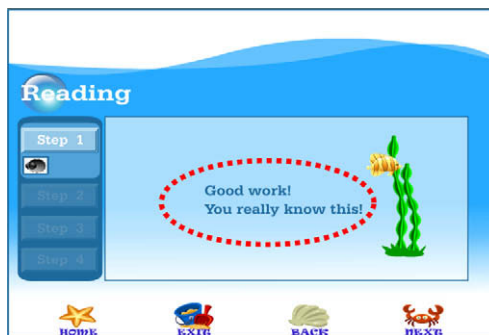 Reading
Step 1
Step 2
Step 3
Step 4
Good work!
You really know this!
HOME
EXIT
BACK
NEXT